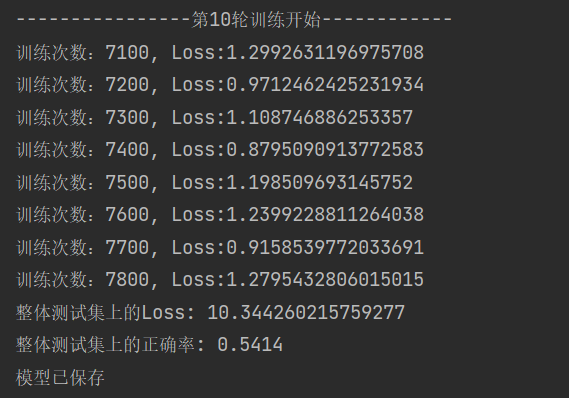 ----------------第10轮训练开始------------
训练次数：7100, Loss:1.2992631196975708
训练次数：7200, Loss:0.9712462425231934
训练次数：7300, Loss:1.108746886253357
训练次数：7400, Loss:0.8795090913772583
训练次数：7500, Loss:1.198509693145752
训练次数：7600, Loss:1.2399228811264038
训练次数：7700, Loss:0.9158539772033691
训练次数：7800, Loss:1.2795432806015015
整体测试集上的Loss: 10.344260215759277
整体测试集上的正确率: 0.5414
模型已保存